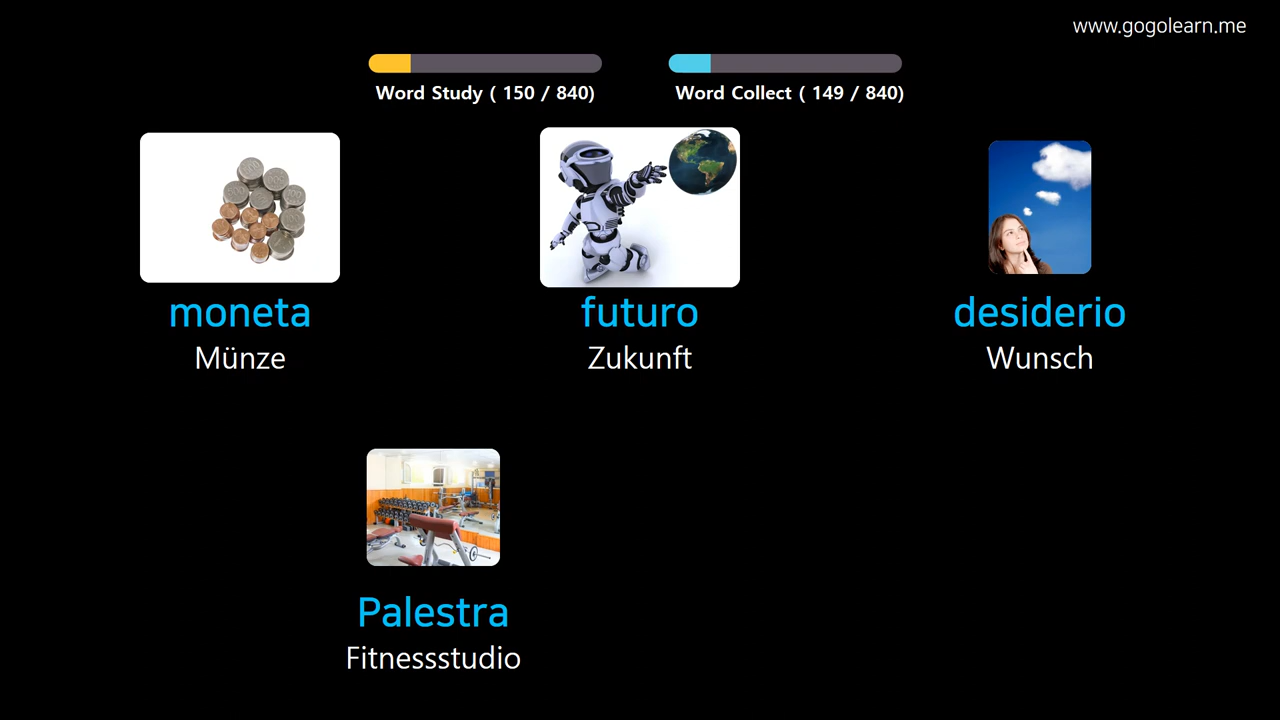 www.gogolearn.me
Word Study ( 150 / 840)
Word Collect ( 149 / 840)
moneta
Münze
futuro
Zukunft
desiderio
Wunsch
Palestra
Fitnessstudio